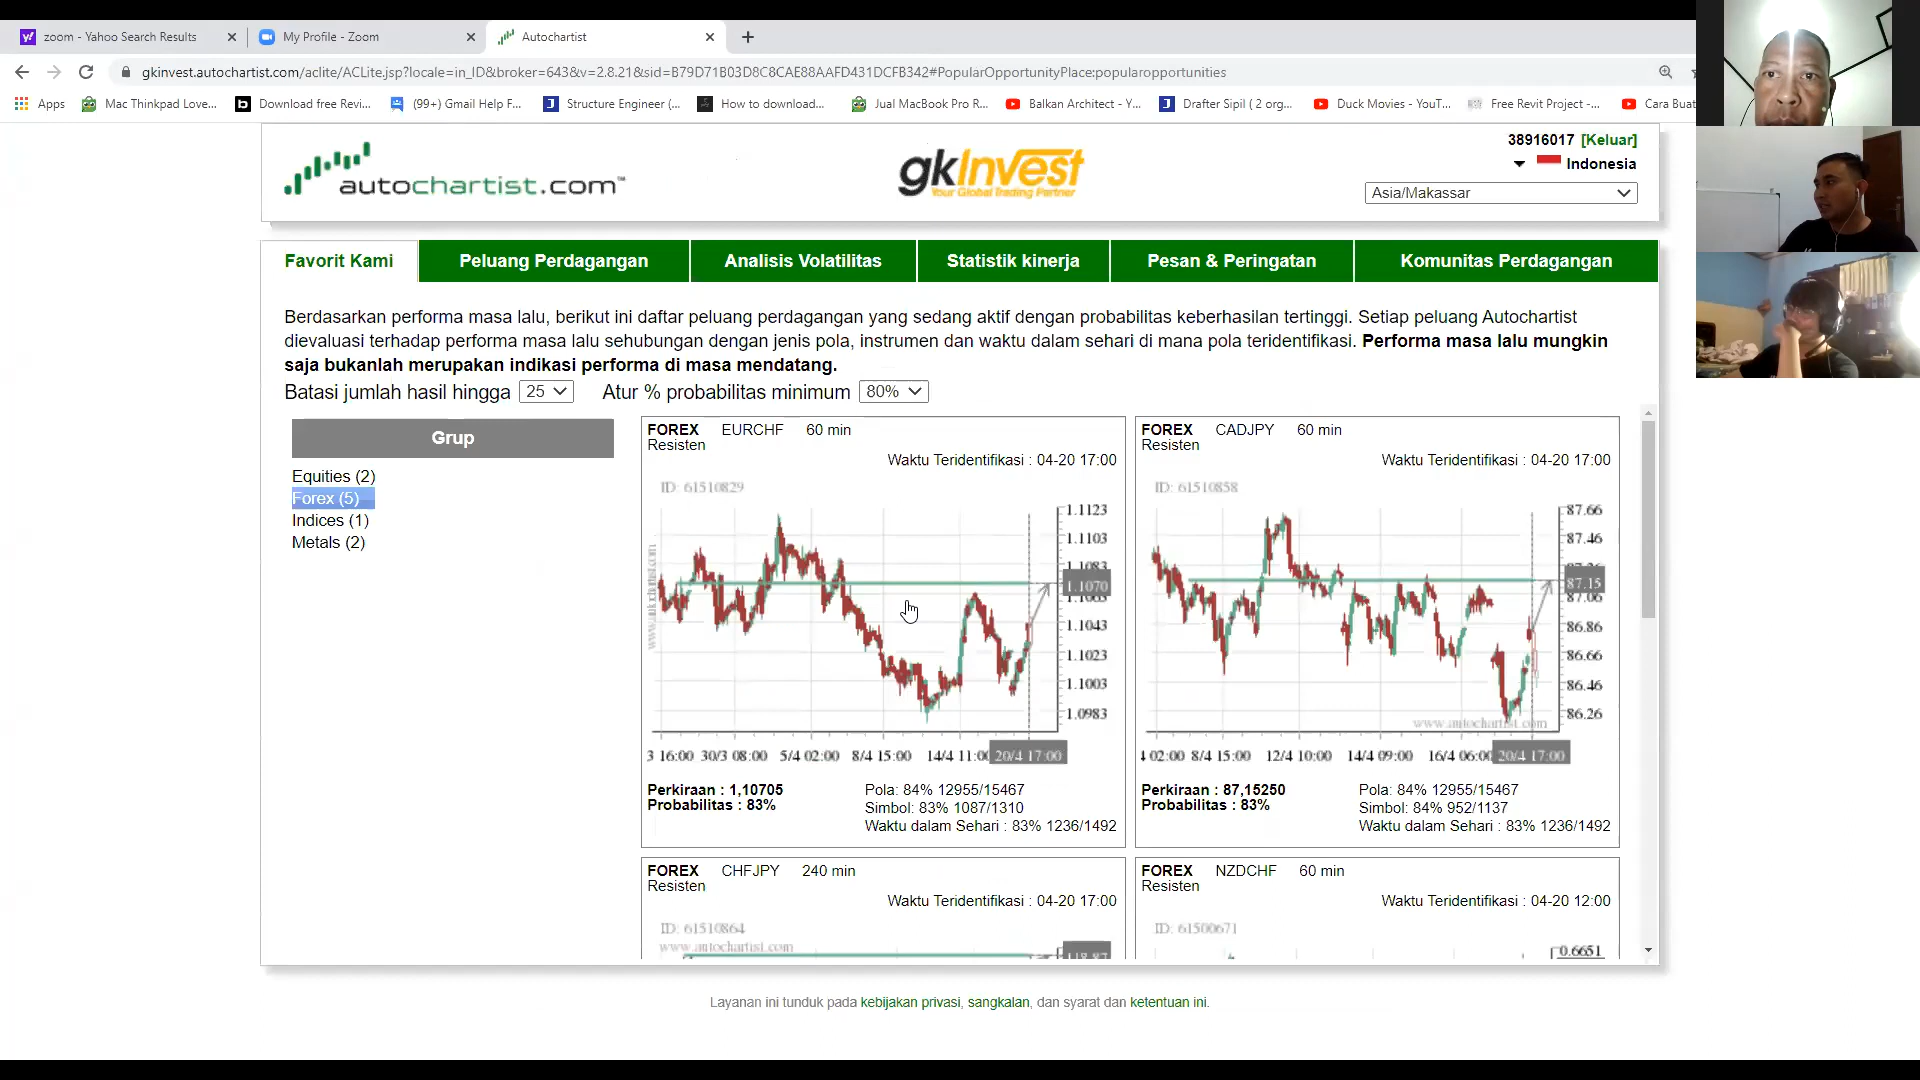 zoom - Yahoo Search Results
My Profile - Zoom
Autochartist
gkinvest.autochartist.com/aclite/ACLite.jsp?locale=in_ID&broker=643&v=2.8.21&sid=B79D71B03D8C8CAE88AAFD431DCFB342#PopularOpportunityPlace:popularopportunities
Apps
Mac Thinkpad Love...
Download free Revi...
(99+) Gmail Help F...
Structure Engineer (...
How to download...
Jual MacBook Pro R...
Balkan Architect - Y...
Drafter Sipil ( 2 org...
Duck Movies - YouT...
Free Revit Project -...
Cara Buat
autochartist.com™
gkInvest
Your Global Trading Partner
38916017 [Keluar]
Indonesia
Asia/Makassar
Favorit Kami
Peluang Perdagangan
Analisis Volatilitas
Statistik kinerja
Pesan & Peringatan
Komunitas Perdagangan
Berdasarkan performa masa lalu, berikut ini daftar peluang perdagangan yang sedang aktif dengan probabilitas keberhasilan tertinggi. Setiap peluang Autochartist
dievaluasi terhadap performa masa lalu sehubungan dengan jenis pola, instrumen dan waktu dalam sehari di mana pola teridentifikasi. Performa masa lalu mungkin
saja bukanlah merupakan indikasi performa di masa mendatang.
Batasi jumlah hasil hingga 25 Atur % probabilitas minimum 80%
Grup
Equities (2)
Forex (5)
Indices (1)
Metals (2)
FOREX EURCHF 60 min
Resisten
Waktu Teridentifikasi : 04-20 17:00
ID: 61510829
www.autochartist.com
1.1123
1.1103
1.1083
1.1070
1.1063
1.1043
1.1023
1.1003
1.0983
3 16:00 30/3 08:00 5/4 02:00 8/4 15:00 14/4 11:00 20/4 17:00
Perkiraan : 1,10705
Probabilitas : 83%
Pola: 84% 12955/15467
Simbol: 83% 1087/1310
Waktu dalam Sehari : 83% 1236/1492
FOREX CADJPY 60 min
Resisten
Waktu Teridentifikasi : 04-20 17:00
ID: 61510858
87.66
87.46
87.15
87.06
86.86
86.66
86.46
86.26
www.autochartist.com
4 02:00 8/4 15:00 12/4 10:00 14/4 09:00 16/4 06:00 20/4 17:00
Perkiraan : 87,15250
Probabilitas : 83%
Pola: 84% 12955/15467
Simbol: 84% 952/1137
Waktu dalam Sehari : 83% 1236/1492
FOREX CHFJPY 240 min
Resisten
Waktu Teridentifikasi : 04-20 17:00
ID: 61510864
www.autochartist.com
118.87
FOREX NZDCHF 60 min
Resisten
Waktu Teridentifikasi : 04-20 12:00
ID: 61500671
0.6651
Layanan ini tunduk pada kebijakan privasi, sangkalan, dan syarat dan ketentuan ini.